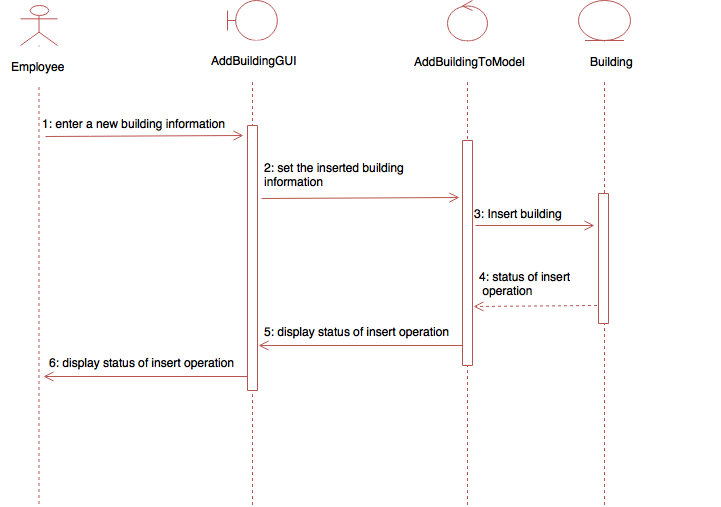 Employee
AddBuildingGUI
AddBuildingToModel
Building
1: enter a new building information
2: set the inserted building
information
3: Insert building
4: status of insert
operation
5: display status of insert operation
6: display status of insert operation